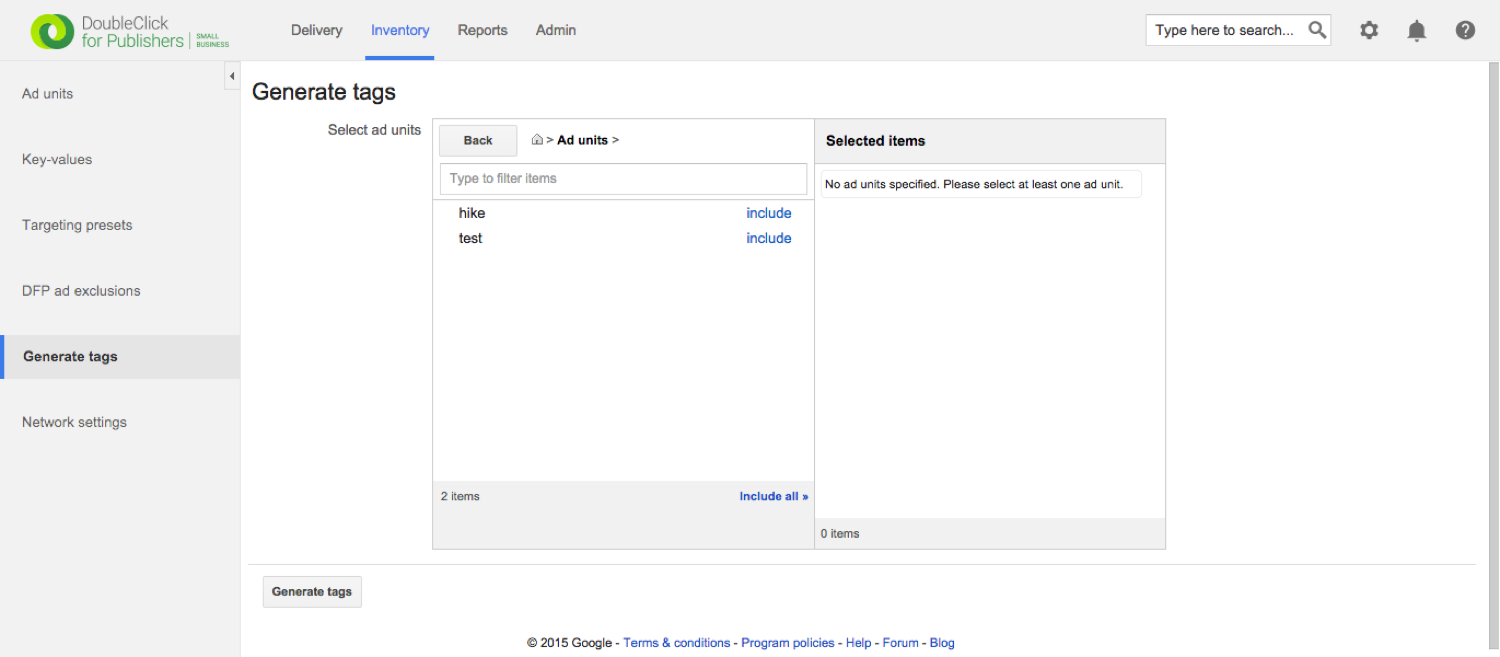 DoubleClick
for Publishers
SMALL
BUSINESS
Delivery
Inventory
Reports
Admin
Type here to search...
Ad units
Key-values
Targeting presets
DFP ad exclusions
Generate tags
Network settings
Generate tags
Select ad units
Back
> Ad units >
Type to filter items
hike include
test include
2 items Include all »
Selected items
No ad units specified. Please select at least one ad unit.
0 items
Generate tags
© 2015 Google - Terms & conditions - Program policies - Help - Forum - Blog